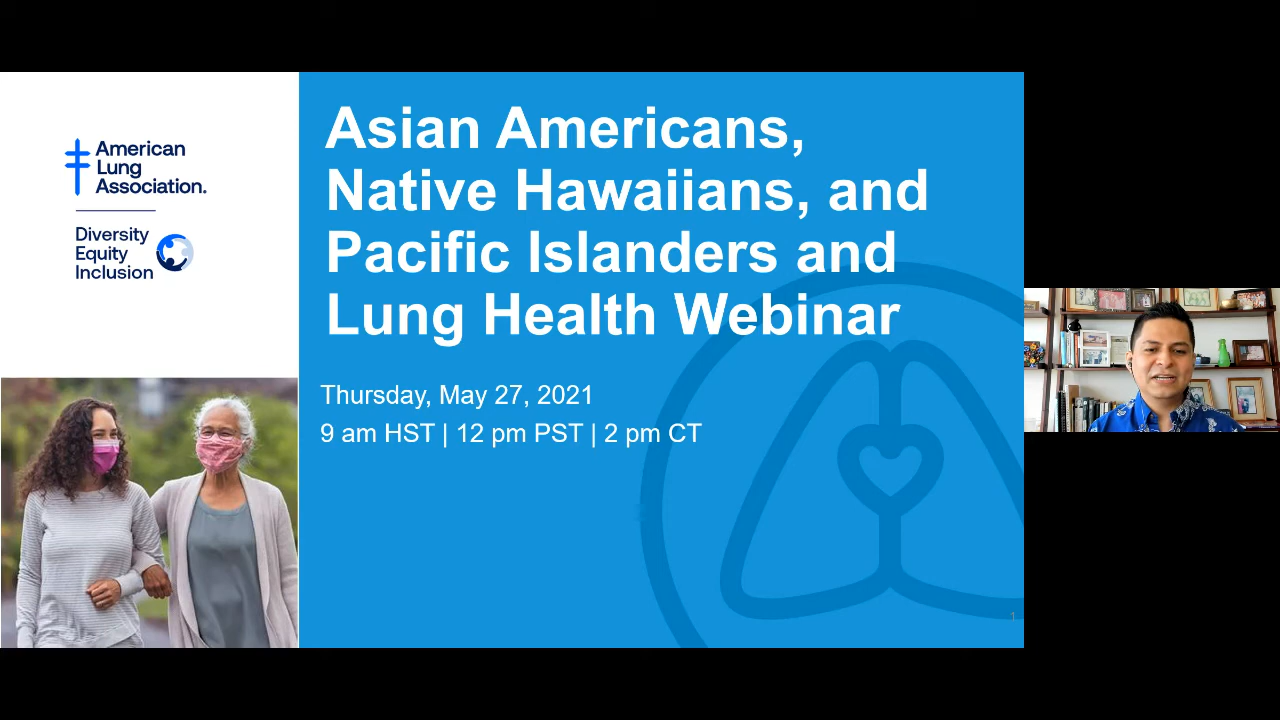 American
Lung
Association.
Diversity
Equity
Inclusion
Asian Americans,
Native Hawaiians, and
Pacific Islanders and
Lung Health Webinar
Thursday, May 27, 2021
9 am HST | 12 pm PST | 2 pm CT
1